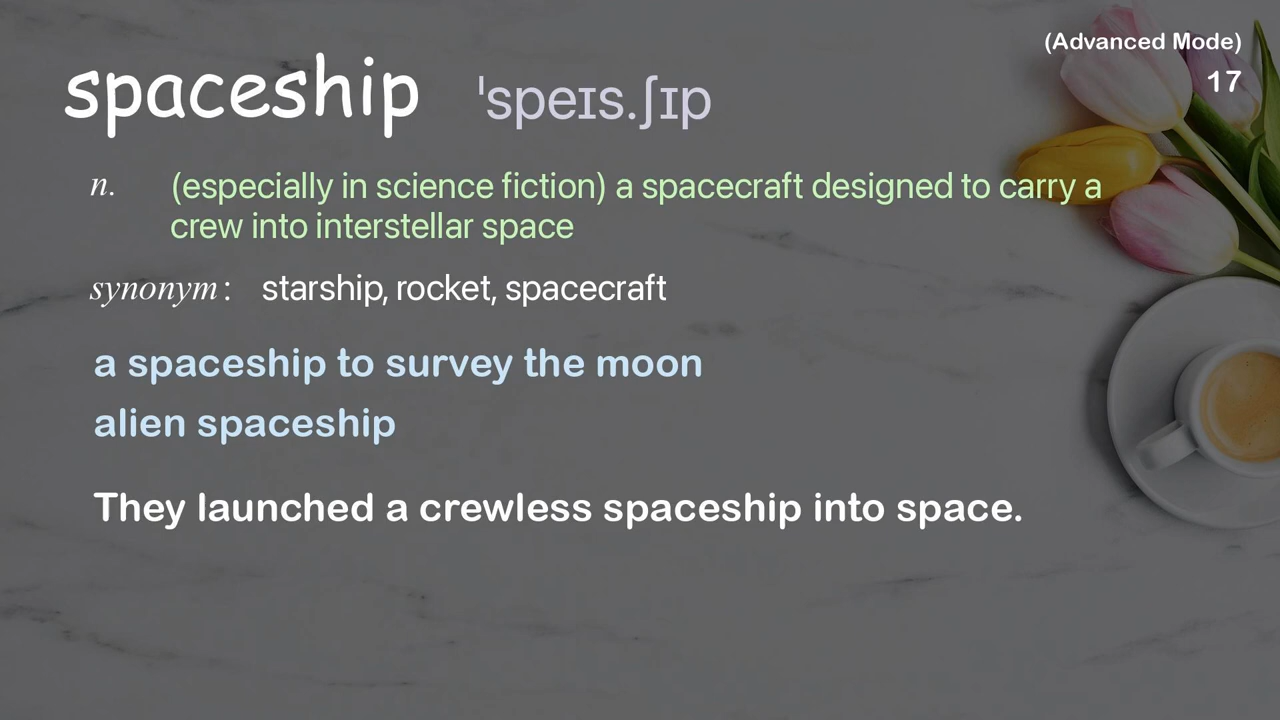 (Advanced Mode)
17
spaceship ˈspeɪs.ʃɪp
n. (especially in science fiction) a spacecraft designed to carry a
crew into interstellar space
synonym : starship, rocket, spacecraft
a spaceship to survey the moon
alien spaceship
They launched a crewless spaceship into space.